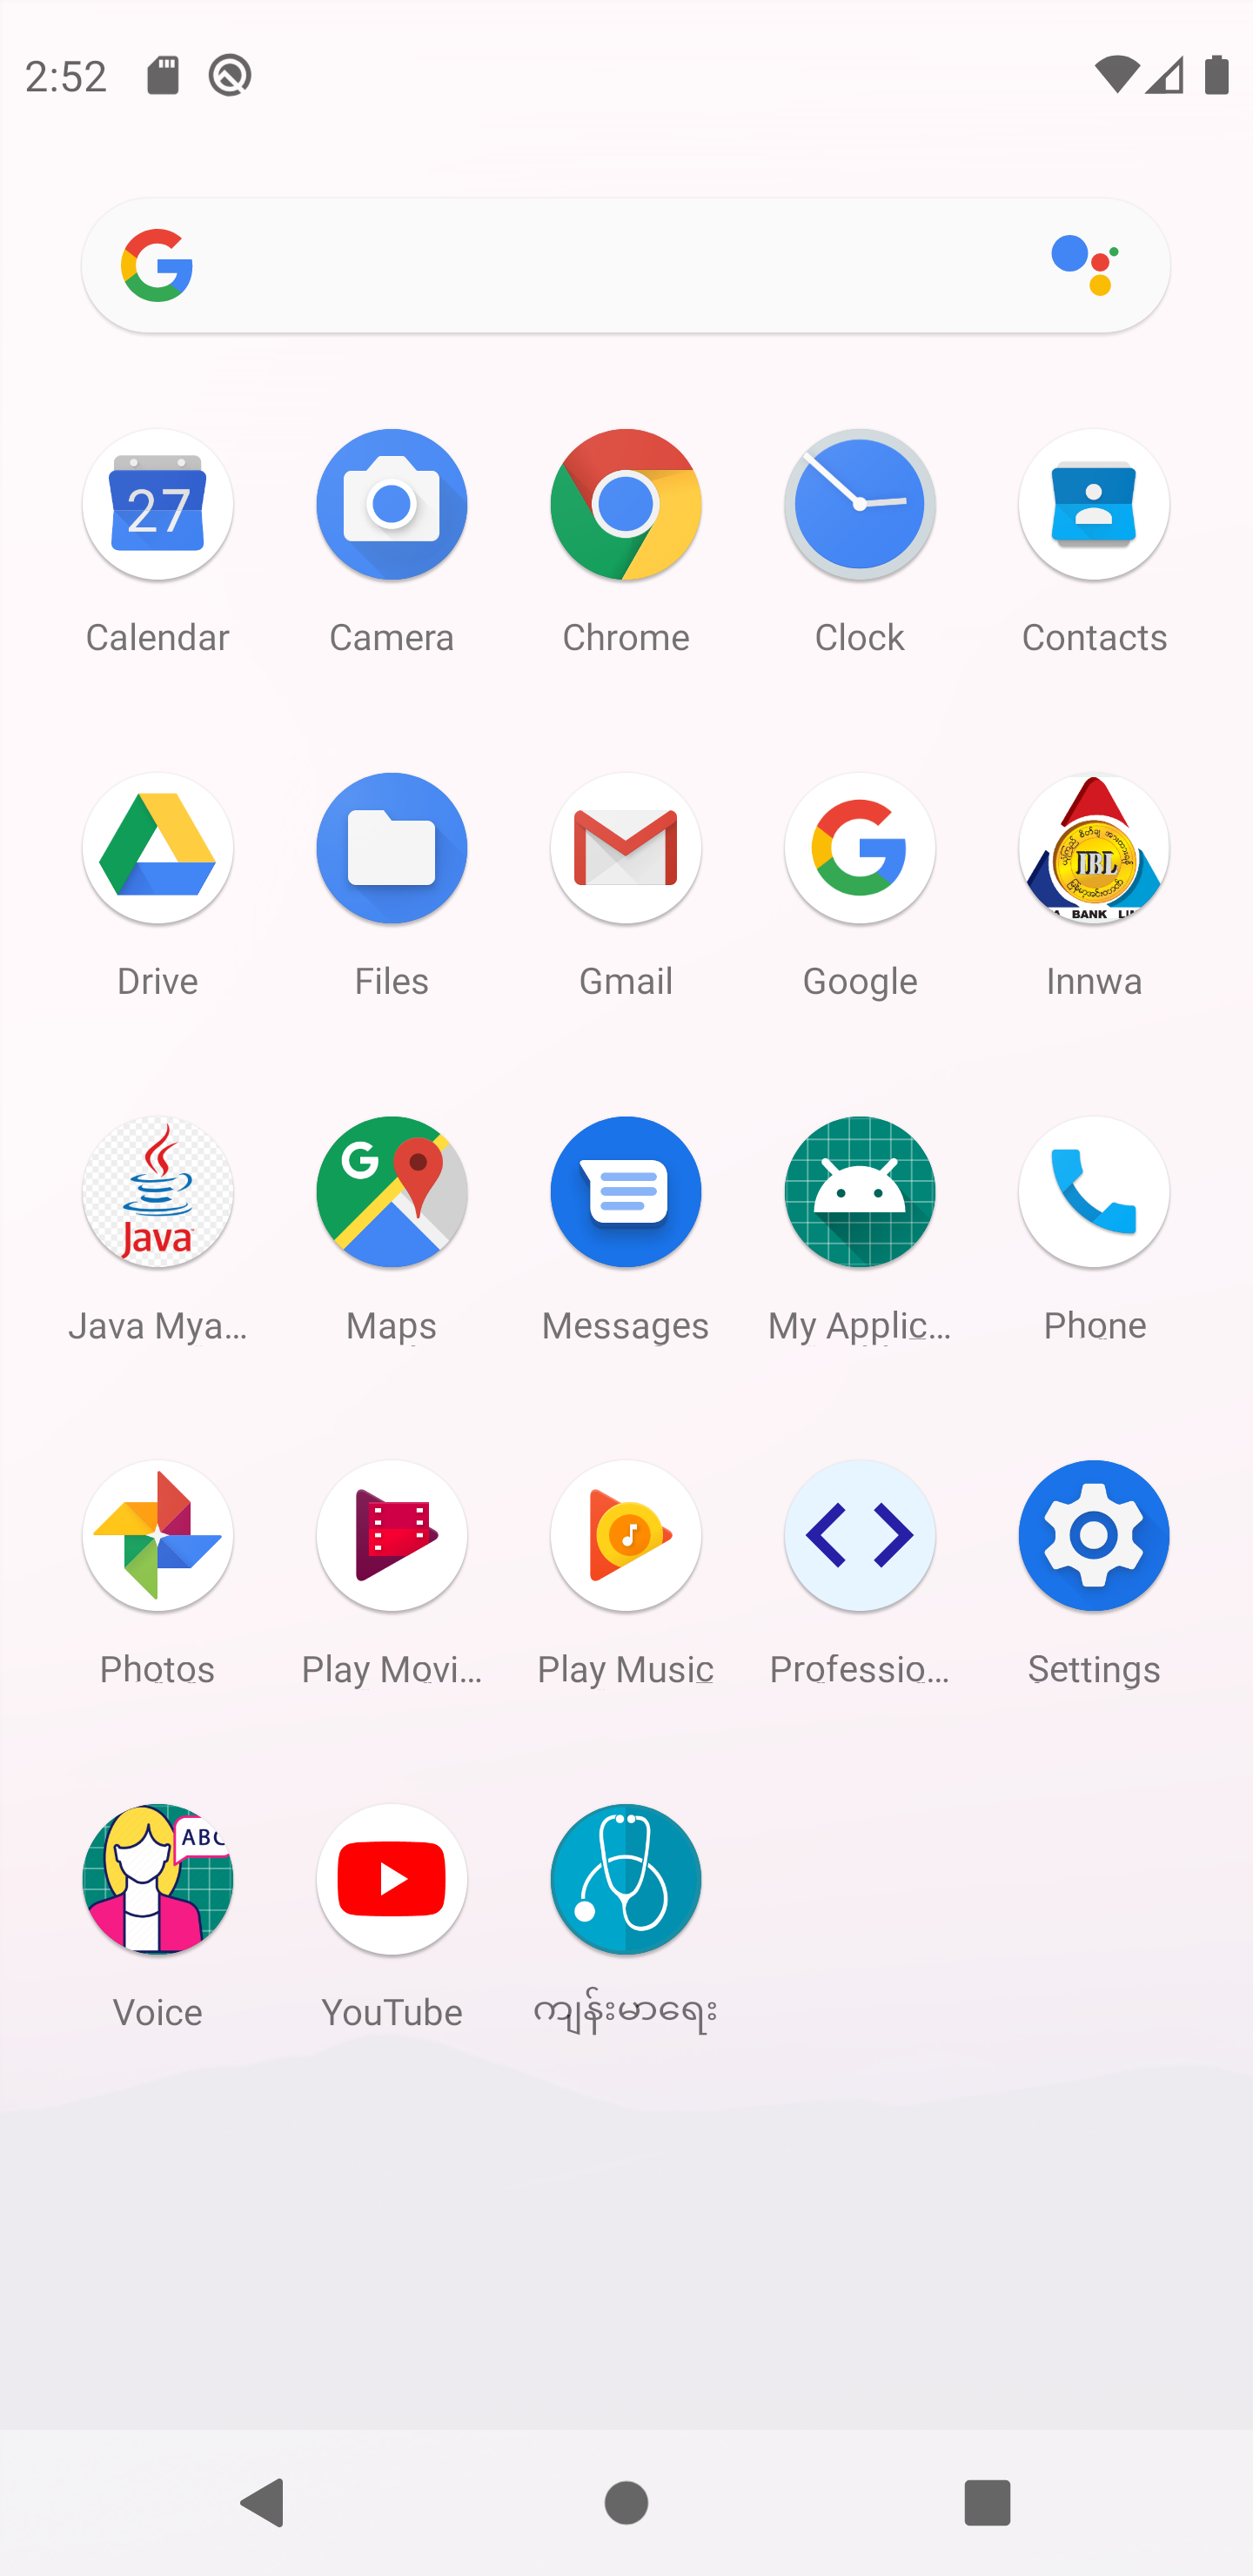 2:52
27
Calendar Camera Chrome Clock Contacts
IBL
BANK
Drive Files Gmail Google Innwa
Java
Java Mya... Maps Messages My Applic... Phone
Photos Play Movi... Play Music Professio... Settings
ABC
Voice YouTube ကျန်းမာရေး